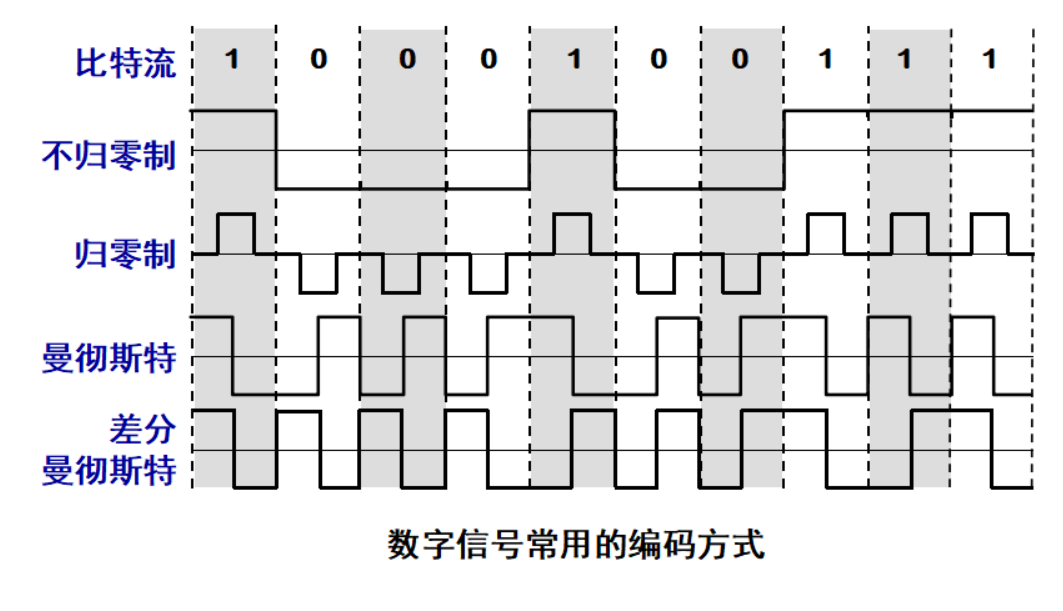 比特流 1 0 0 0 1 0 0 1 1 1
不归零制
归零制
曼彻斯特
差分
曼彻斯特
数字信号常用的编码方式